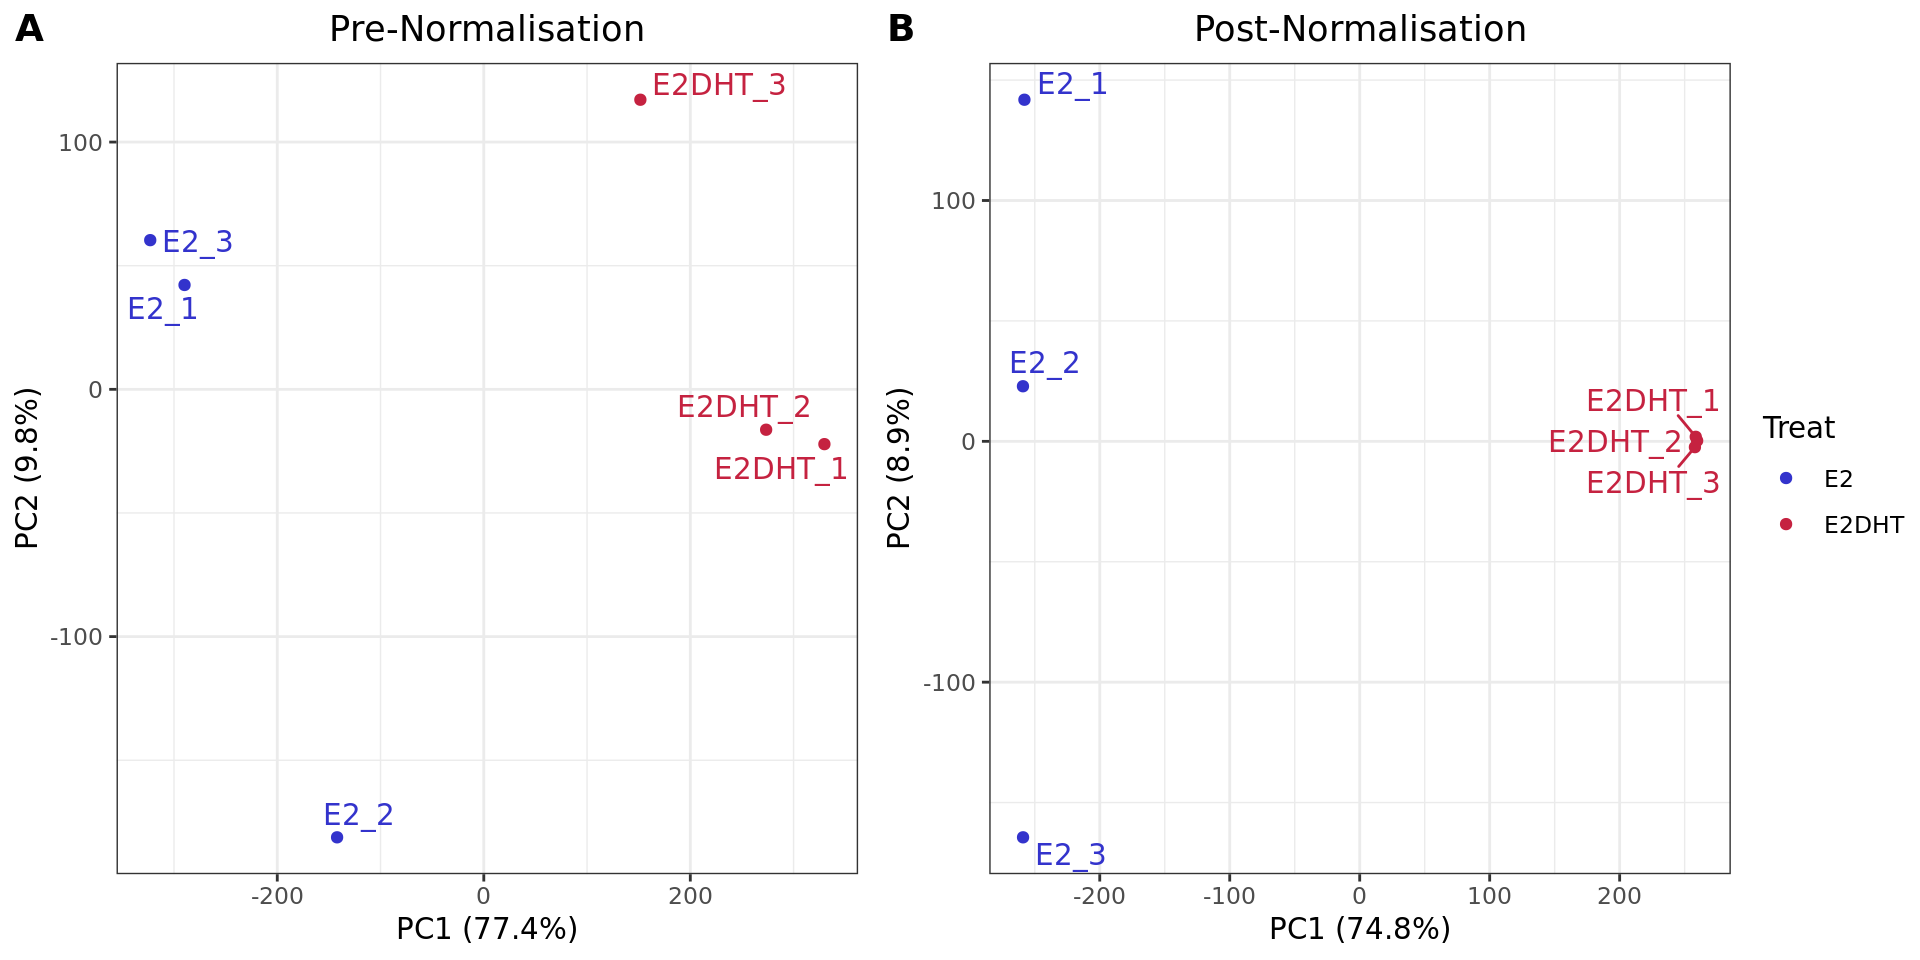 A
Pre-Normalisation
E2DHT_3
100
E2_3
E2_1
0
E2DHT_2
E2DHT_1
-100
E2_2
-200
0
200
PC1 (77.4%)
PC2 (9.8%)
B
Post-Normalisation
E2_1
100
E2_2
E2DHT_1
0
E2DHT_2
E2DHT_3
-100
E2_3
-200
-100
0
100
200
PC1 (74.8%)
PC2 (8.9%)
Treat
E2
E2DHT